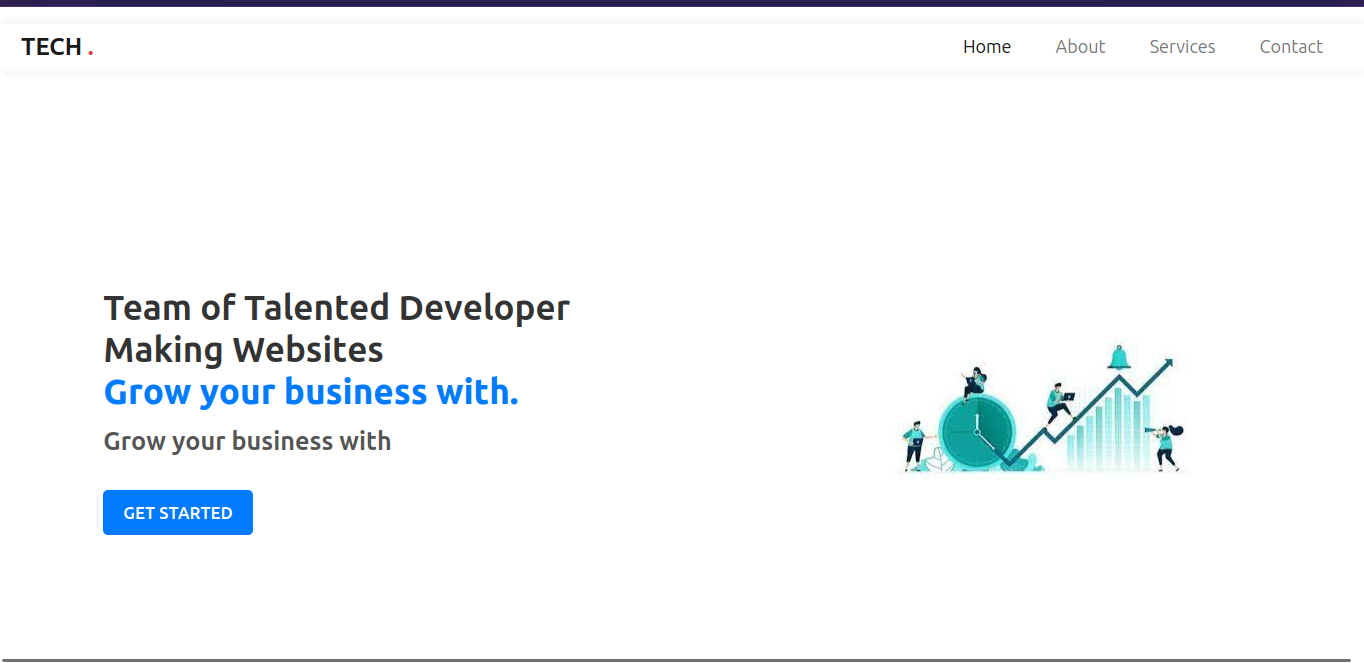 TECH .
Home About Services Contact
Team of Talented Developer
Making Websites
Grow your business with.
Grow your business with
GET STARTED